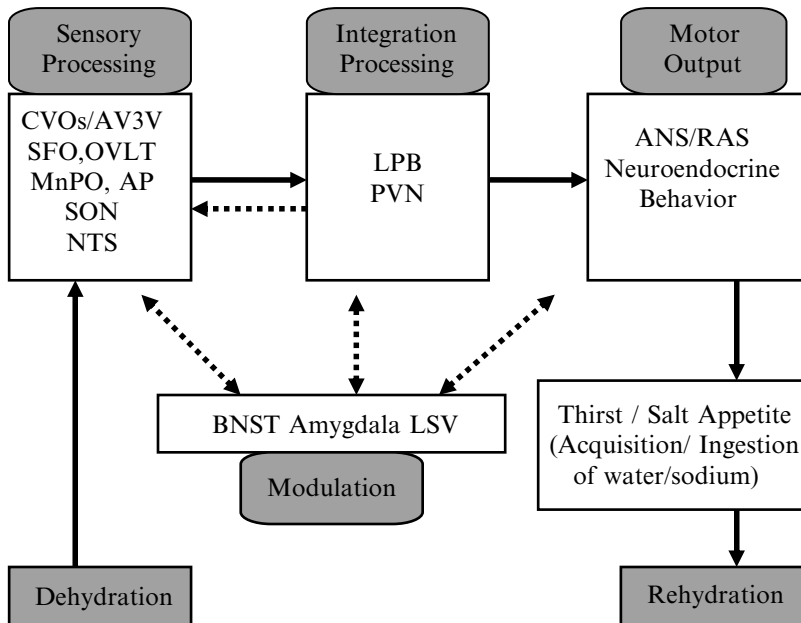 Sensory
Processing
Integration
Processing
Motor
Output
CVOs/AV3V
SFO,OVLT
MnPO, AP
SON
NTS
LPB
PVN
ANS/RAS
Neuroendocrine
Behavior
BNST Amygdala LSV
Modulation
Thirst / Salt Appetite
(Acquisition/ Ingestion
of water/sodium)
Dehydration
Rehydration